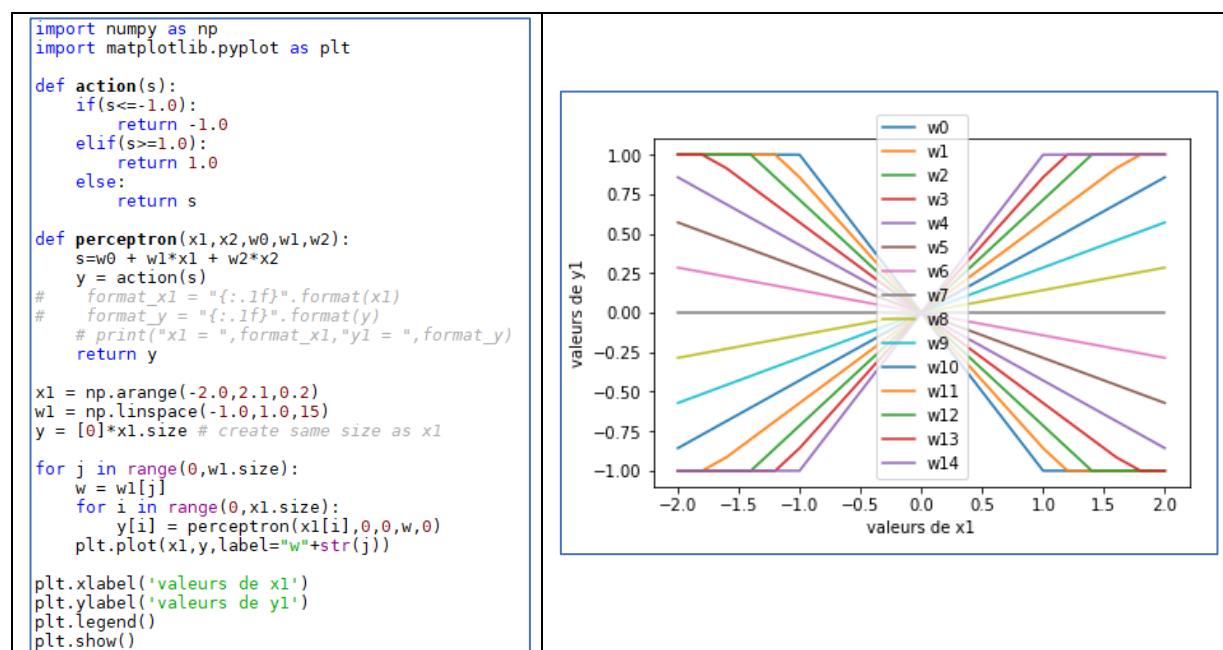 import numpy as np
import matplotlib.pyplot as plt
def action(s):
    if(s<=-1.0):
        return -1.0
    elif(s>=1.0):
        return 1.0
    else:
        return s
def perceptron(x1,x2,w0,w1,w2):
    s=w0 + w1*x1 + w2*x2
    y = action(s)
#    format_x1 = "{:.1f}".format(x1)
#    format_y = "{:.1f}".format(y)
    # print("x1 = ",format_x1,"y1 = ",format_y)
    return y
x1 = np.arange(-2.0,2.1,0.2)
w1 = np.linspace(-1.0,1.0,15)
y = [0]*x1.size # create same size as x1
for j in range(0,w1.size):
    w = w1[j]
    for i in range(0,x1.size):
        y[i] = perceptron(x1[i],0,0,w,0)
    plt.plot(x1,y,label="w"+str(j))
plt.xlabel('valeurs de x1')
plt.ylabel('valeurs de y1')
plt.legend()
plt.show()
valeurs de y1
1.00
0.75
0.50
0.25
0.00
−0.25
−0.50
−0.75
−1.00
w0
w1
w2
w3
w4
w5
w6
w7
w8
w9
w10
w11
w12
w13
w14
−2.0 −1.5 −1.0 −0.5 0.0 0.5 1.0 1.5 2.0
valeurs de x1